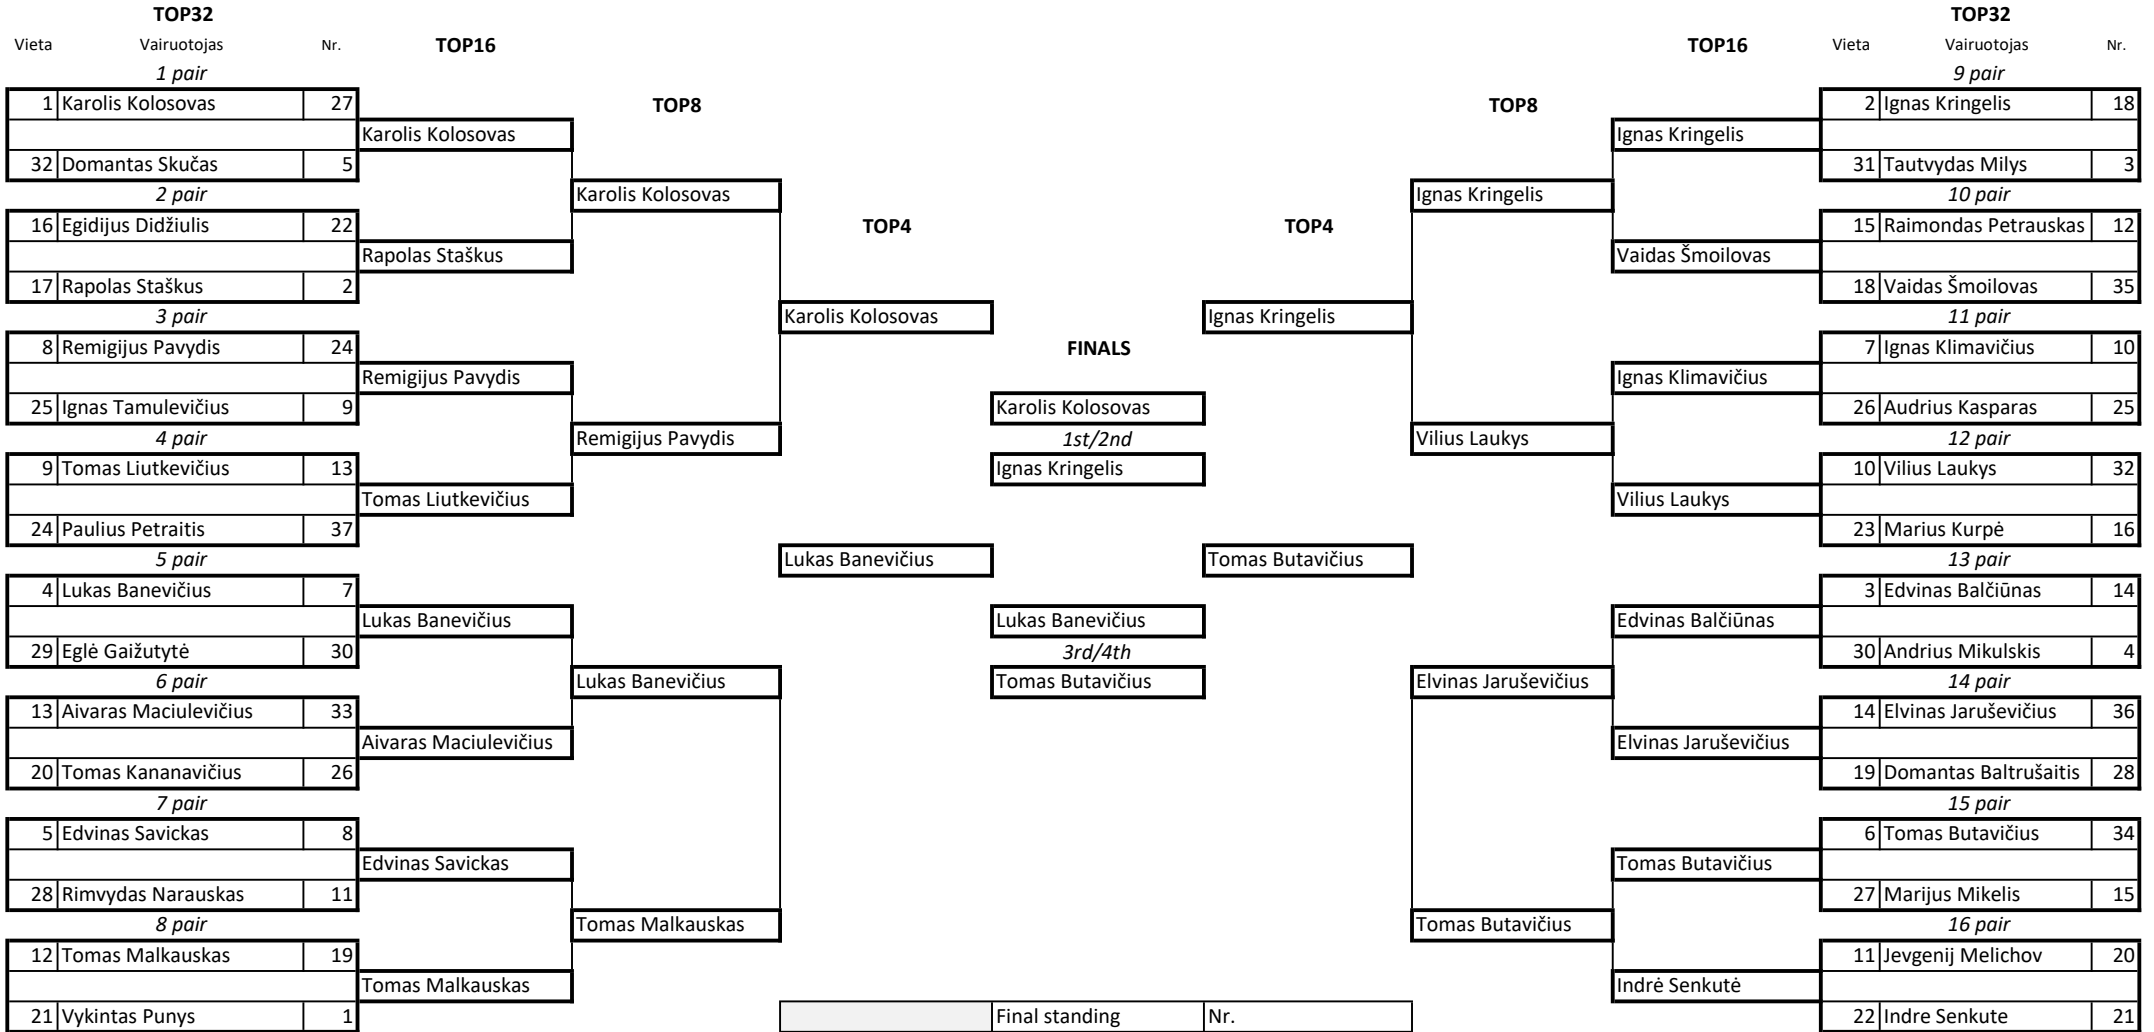 TOP32 TOP32
Vieta Vairuotojas Nr. TOP16 TOP16 Vieta Vairuotojas Nr.
1 pair 9 pair
1 Karolis Kolosovas 27 TOP8 TOP8 2 Ignas Kringelis 18
Karolis Kolosovas Ignas Kringelis
32 Domantas Skučas 5 31 Tautvydas Milys 3
2 pair Karolis Kolosovas Ignas Kringelis 10 pair
16 Egidijus Didžiulis 22 TOP4 TOP4 15 Raimondas Petrauskas 12
Rapolas Staškus Vaidas Šmoilovas
17 Rapolas Staškus 2 18 Vaidas Šmoilovas 35
3 pair Karolis Kolosovas Ignas Kringelis 11 pair
8 Remigijus Pavydis 24 FINALS 7 Ignas Klimavičius 10
Remigijus Pavydis Ignas Klimavičius
25 Ignas Tamulevičius 9 Karolis Kolosovas 26 Audrius Kasparas 25
4 pair Remigijus Pavydis 1st/2nd Vilius Laukys 12 pair
9 Tomas Liutkevičius 13 Ignas Kringelis 10 Vilius Laukys 32
Tomas Liutkevičius Vilius Laukys
24 Paulius Petraitis 37 23 Marius Kurpė 16
5 pair Lukas Banevičius Tomas Butavičius 13 pair
4 Lukas Banevičius 7 3 Edvinas Balčiūnas 14
Lukas Banevičius Lukas Banevičius Edvinas Balčiūnas
29 Eglė Gaižutytė 30 3rd/4th 30 Andrius Mikulskis 4
6 pair Lukas Banevičius Tomas Butavičius Elvinas Jaruševičius 14 pair
13 Aivaras Maciulevičius 33 14 Elvinas Jaruševičius 36
Aivaras Maciulevičius Elvinas Jaruševičius
20 Tomas Kananavičius 26 19 Domantas Baltrušaitis 28
7 pair 15 pair
5 Edvinas Savickas 8 6 Tomas Butavičius 34
Edvinas Savickas Tomas Butavičius
28 Rimvydas Narauskas 11 27 Marijus Mikelis 15
8 pair Tomas Malkauskas Tomas Butavičius 16 pair
12 Tomas Malkauskas 19 11 Jevgenij Melichov 20
Tomas Malkauskas Indrė Senkutė
21 Vykintas Punys 1 Final standing Nr. 22 Indre Senkute 21